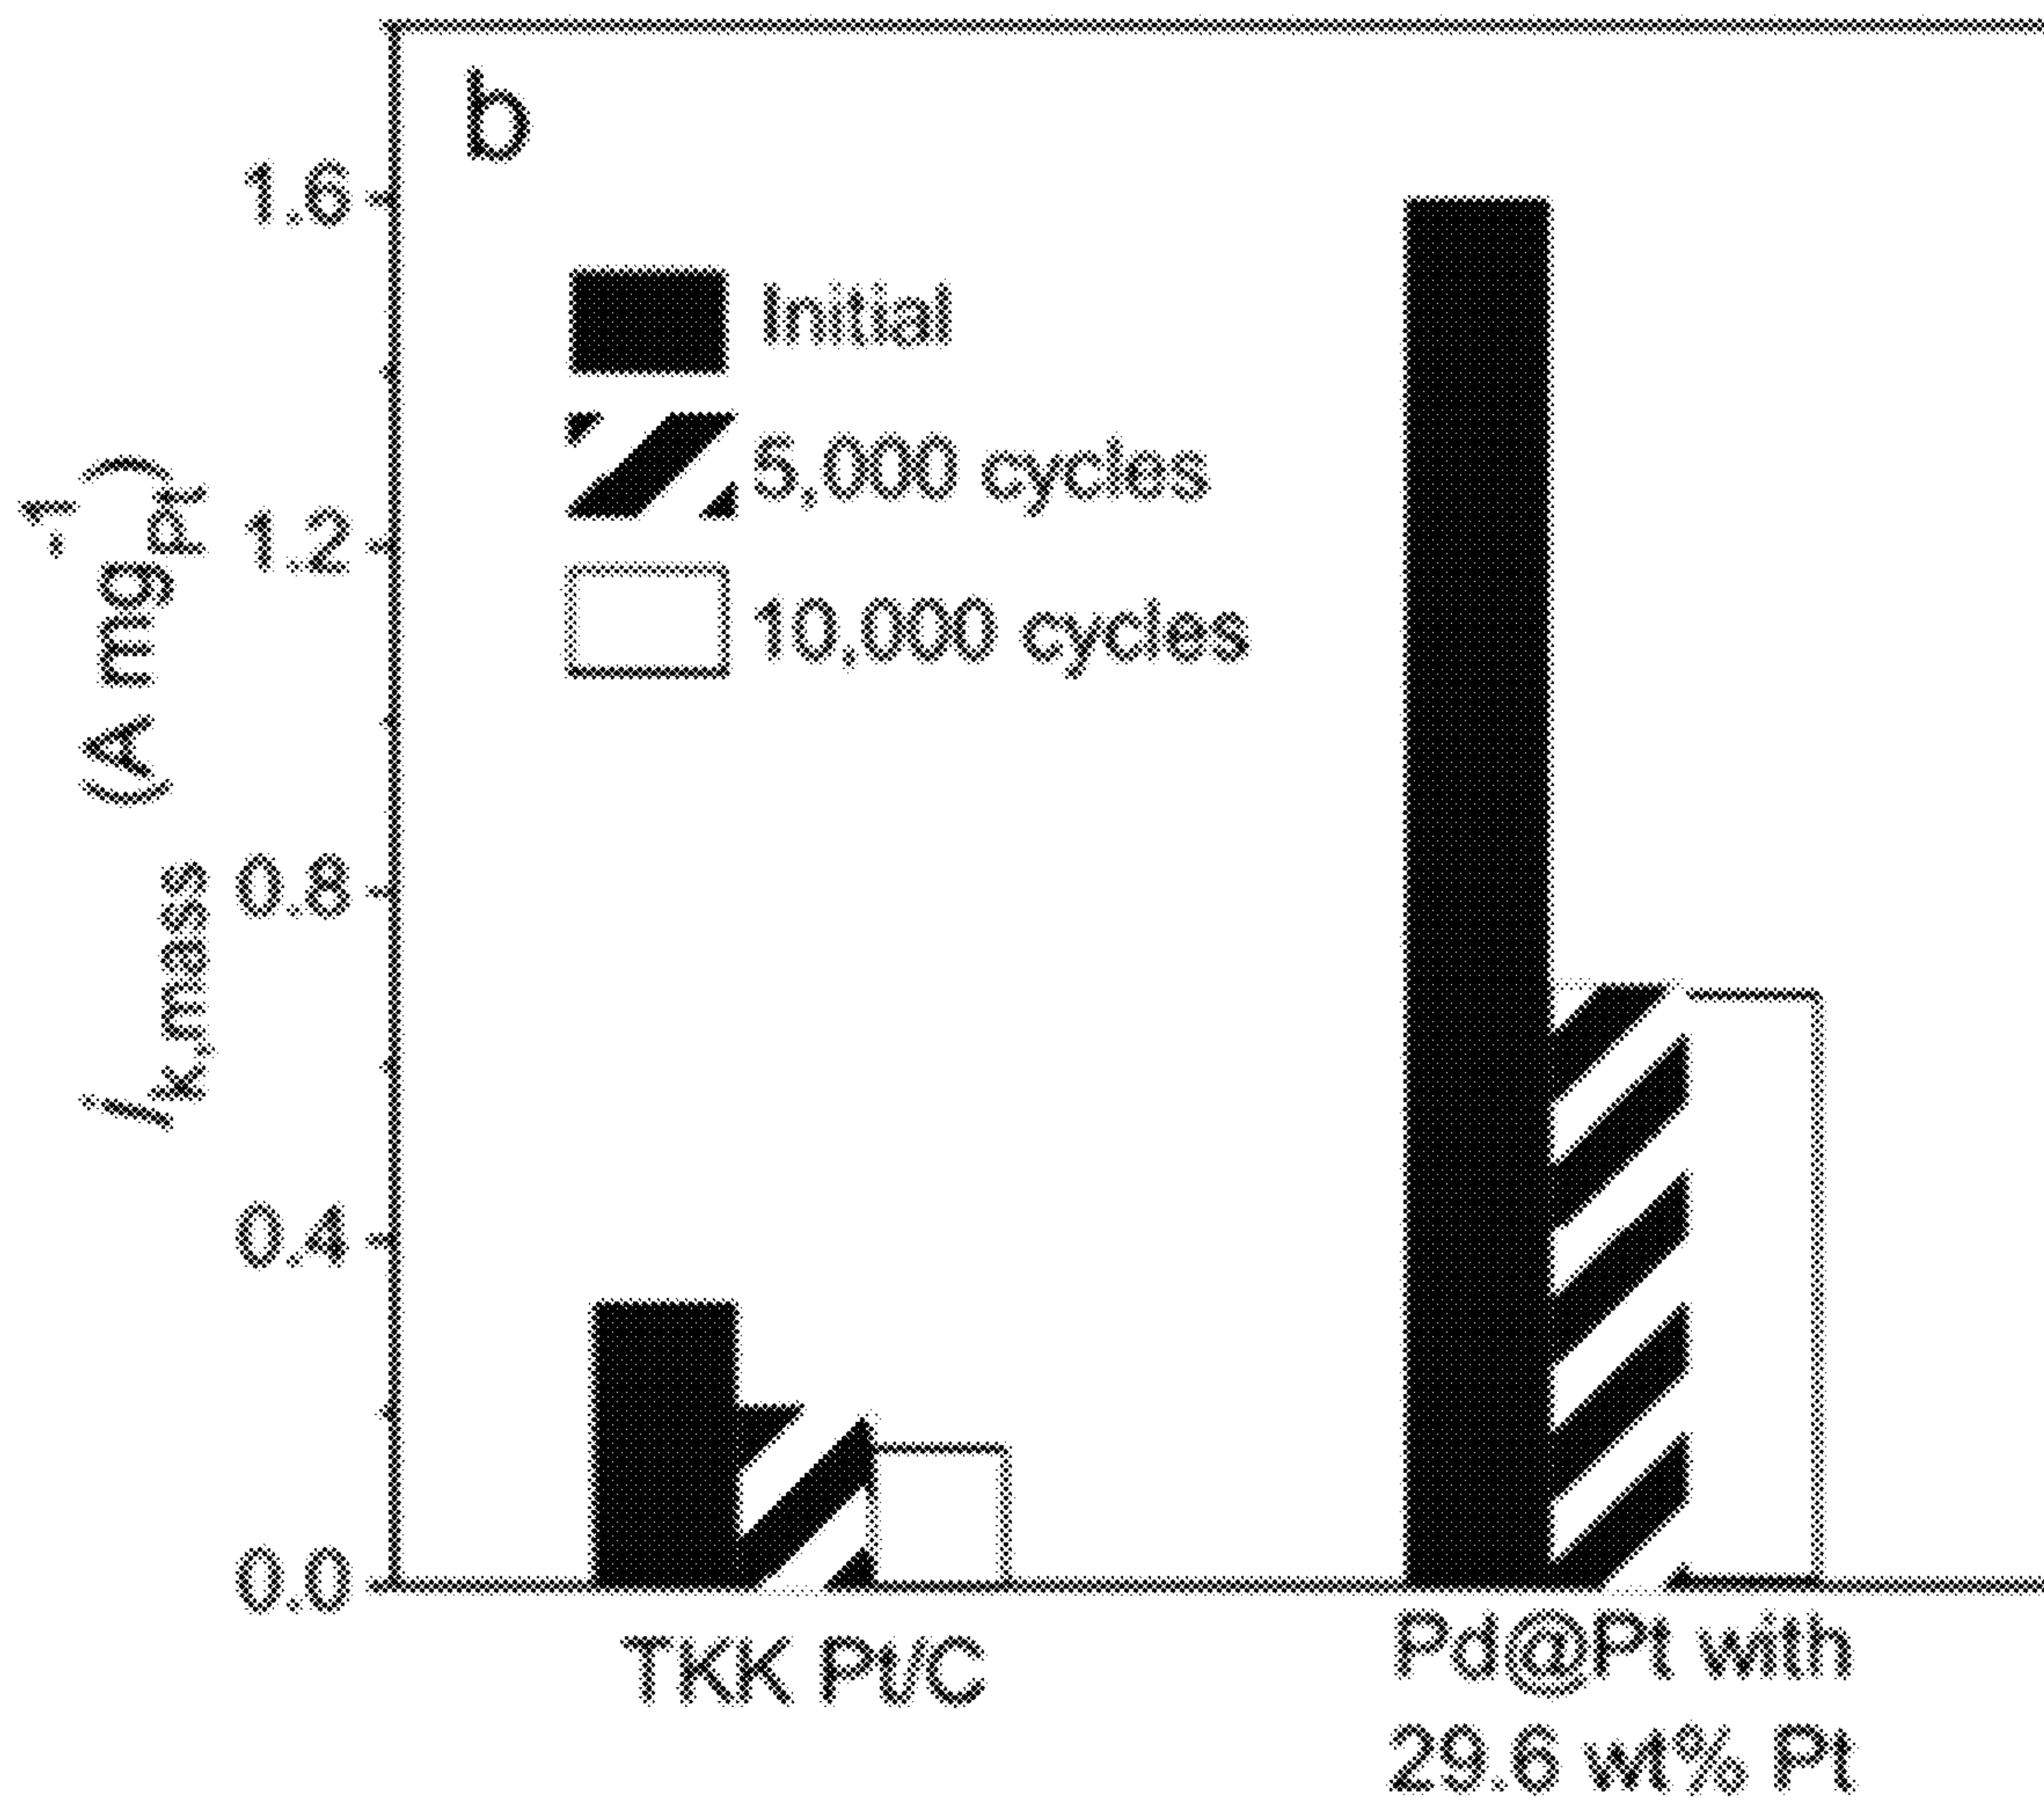 b
1.6
1.2
0.8
0.4
0.0
j k,mass (A mg Pt -1)
Initial
5,000 cycles
10,000 cycles
TKK Pt/C
Pd@Pt with
29.6 wt% Pt